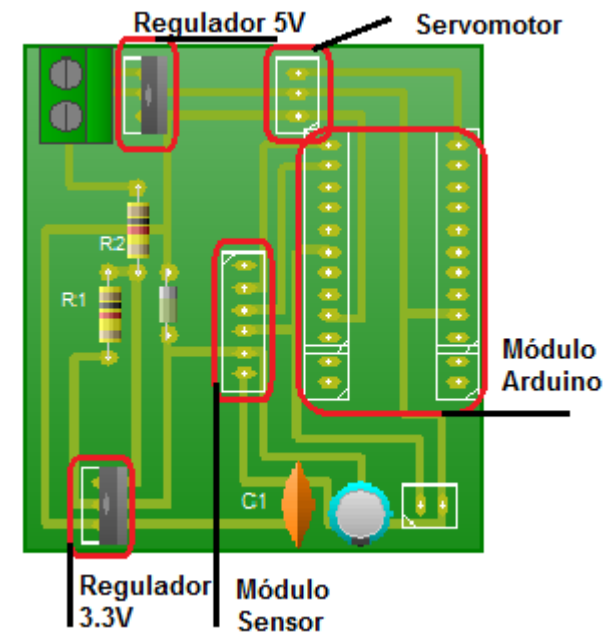 Regulador 5V
Servomotor
R2
R1
Módulo
Arduino
C1
Regulador
3.3V
Módulo
Sensor